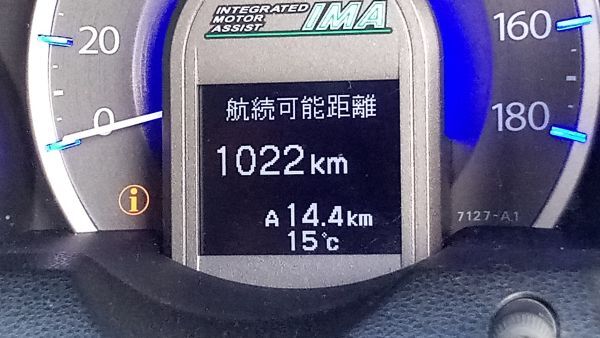 INTEGRATED
MOTOR
ASSIST
IMA
20
0
160
180
航続可能距離
1022km
A 14.4km
15℃
i
7127-A1